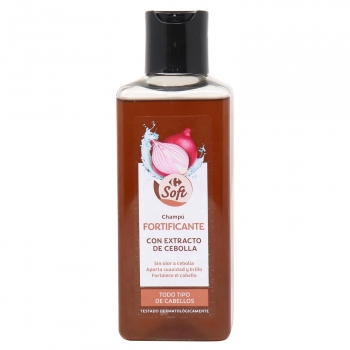 Soft
Champú
FORTIFICANTE
CON EXTRACTO
DE CEBOLLA
Sin olor a cebolla
Aporta suavidad y brillo
Fortalece el cabello
TODO TIPO
DE CABELLOS
TESTADO DERMATOLÓGICAMENTE